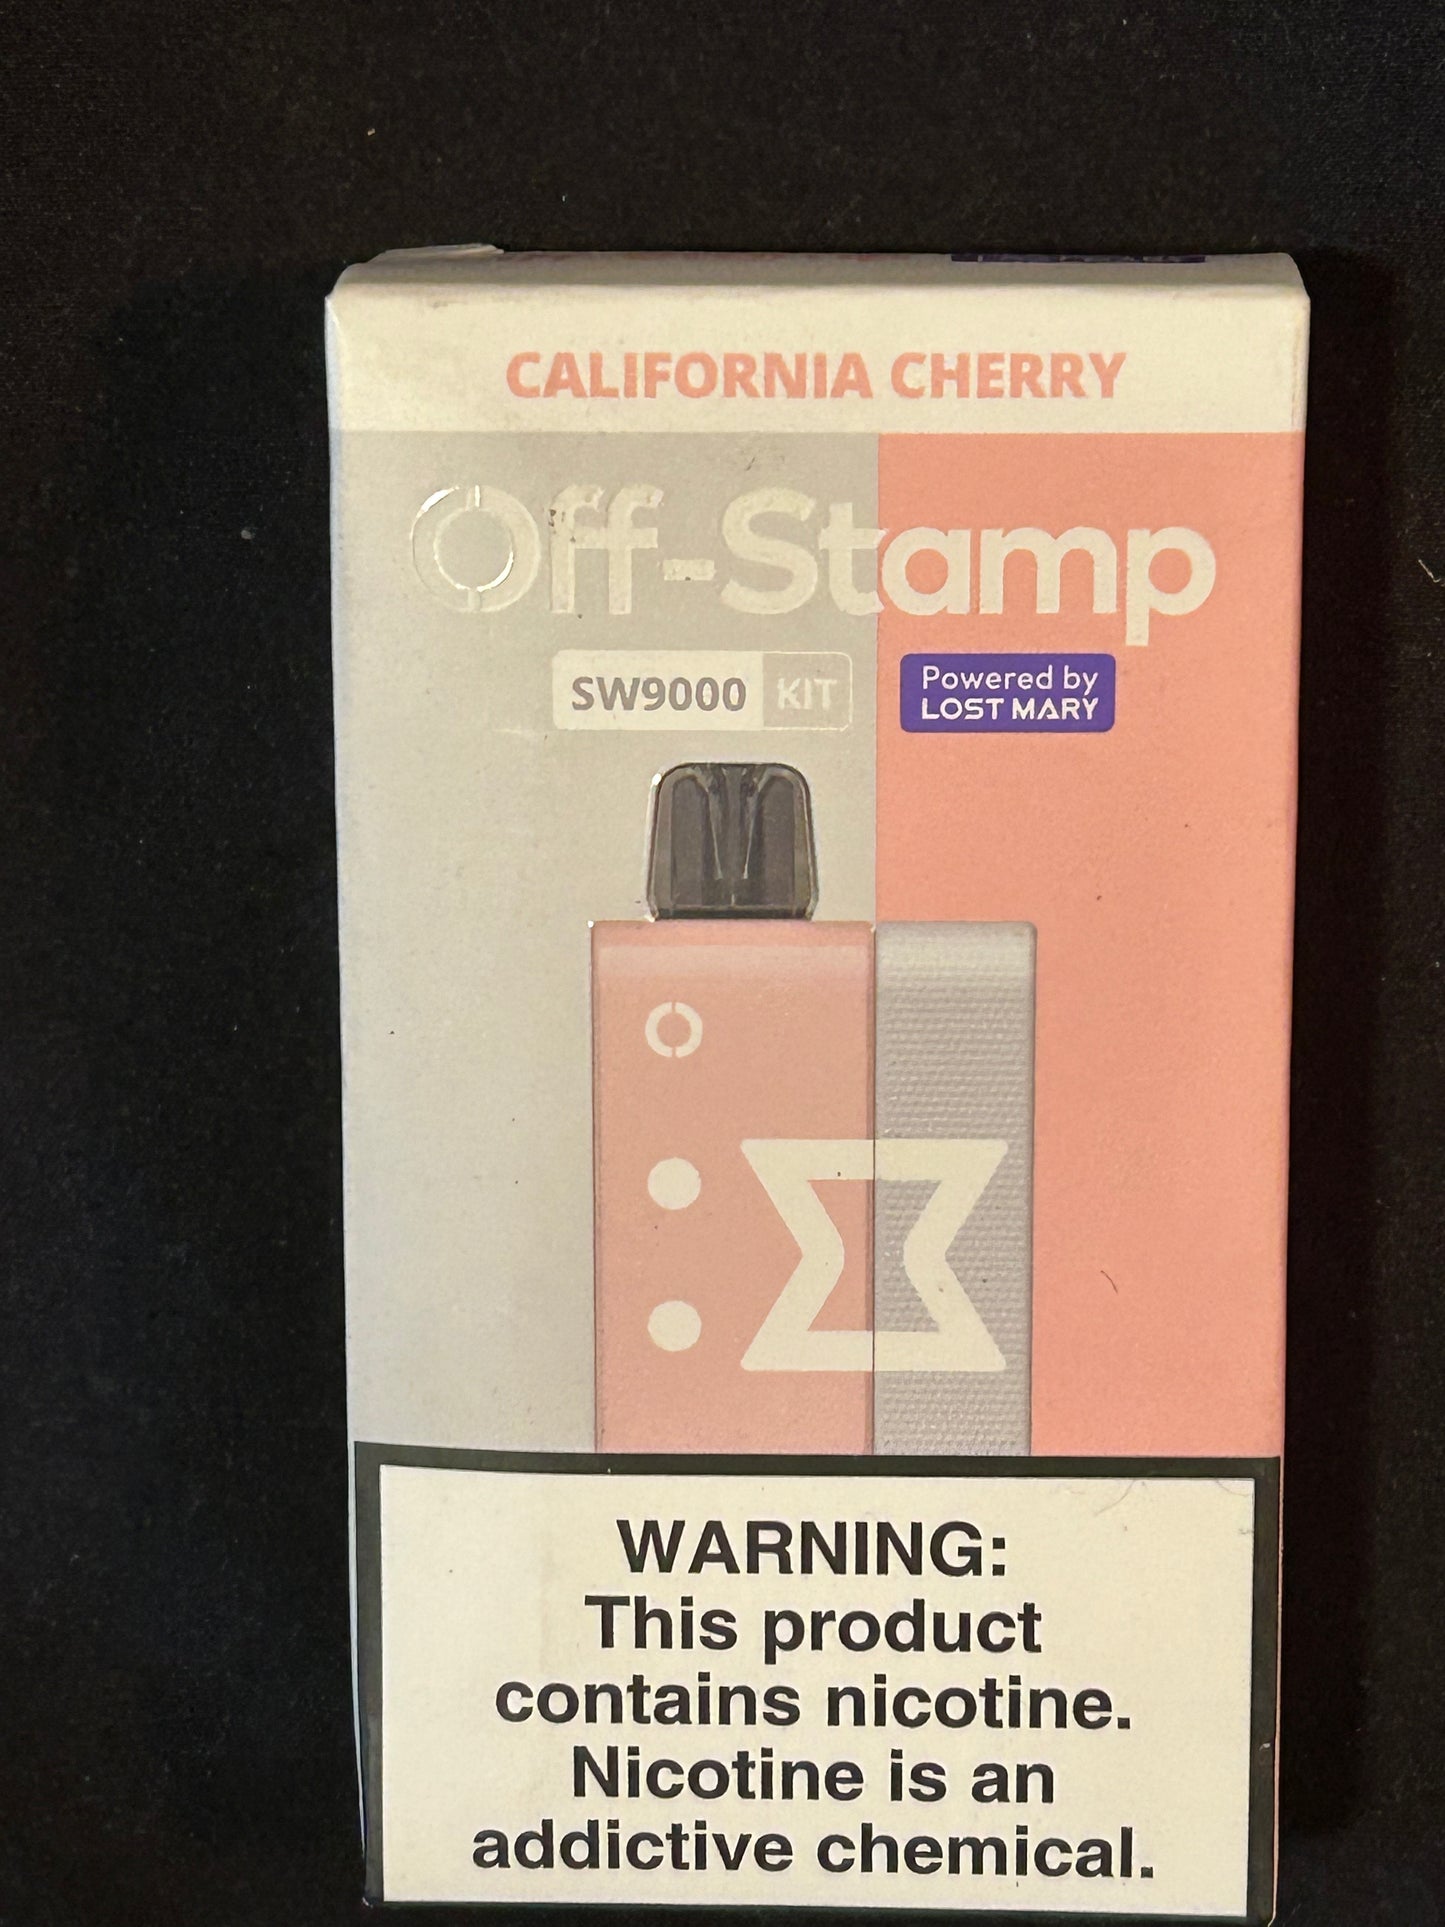 CALIFORNIA CHERRY
Off-Stamp
SW9000 KIT
Powered by
LOST MARY
WARNING:
This product
contains nicotine.
Nicotine is an
addictive chemical.